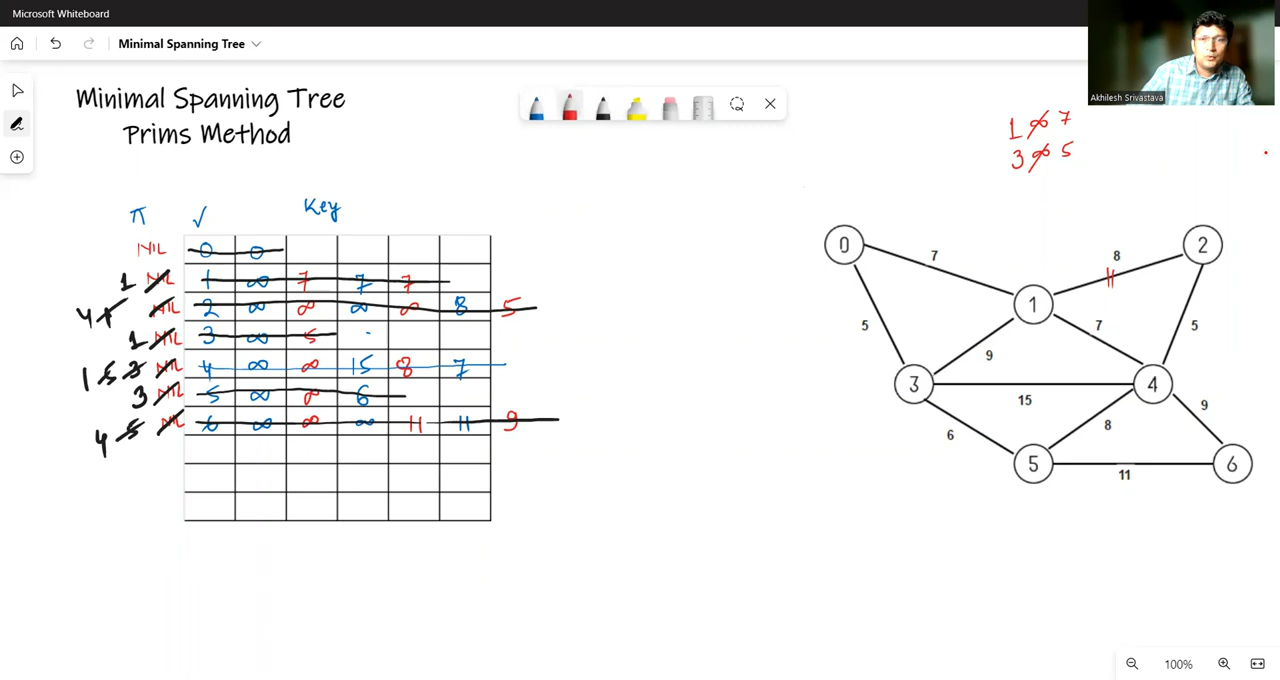 Microsoft Whiteboard
Minimal Spanning Tree
Akhilesh Srivastava
Minimal Spanning Tree
Prims Method
1 ∞ 7
3 ∞ 5
π √ Key
NIL 0 0
1 NIL 1 ∞ 7 7 7
4 1 NIL 2 ∞ ∞ ∞ ∞ 8 5
1 NIL 3 ∞ 5
1 5 3 NIL 4 ∞ ∞ 15 8 7
3 NIL 5 ∞ ∞ 6
4 5 NIL 6 ∞ ∞ ∞ 11 11 9
0 7 8 2
1
5 7 5
9
3 4
15
9
6 8
5 6
11
100%